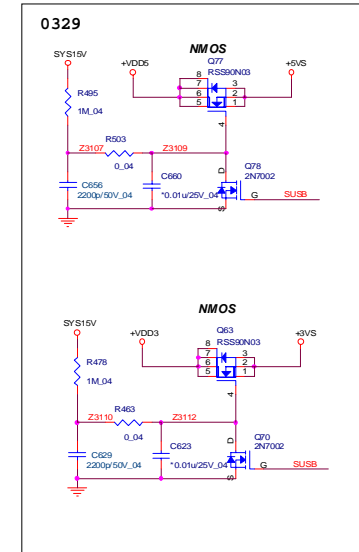 0329
NMOS
SYS15V
+VDD5
Q77
RSS90N03
+5VS
8
7
6
5
3
2
1
4
R495
1M_04
R503
Z3107
Z3109
0_04
C656
2200p/50V_04
C660
*0.01u/25V_04
Q78
2N7002
D
G
S
SUSB
NMOS
SYS15V
+VDD3
Q63
RSS90N03
+3VS
8
7
6
5
3
2
1
4
R478
1M_04
R463
Z3110
Z3112
0_04
C629
2200p/50V_04
C623
*0.01u/25V_04
Q70
2N7002
D
G
S
SUSB